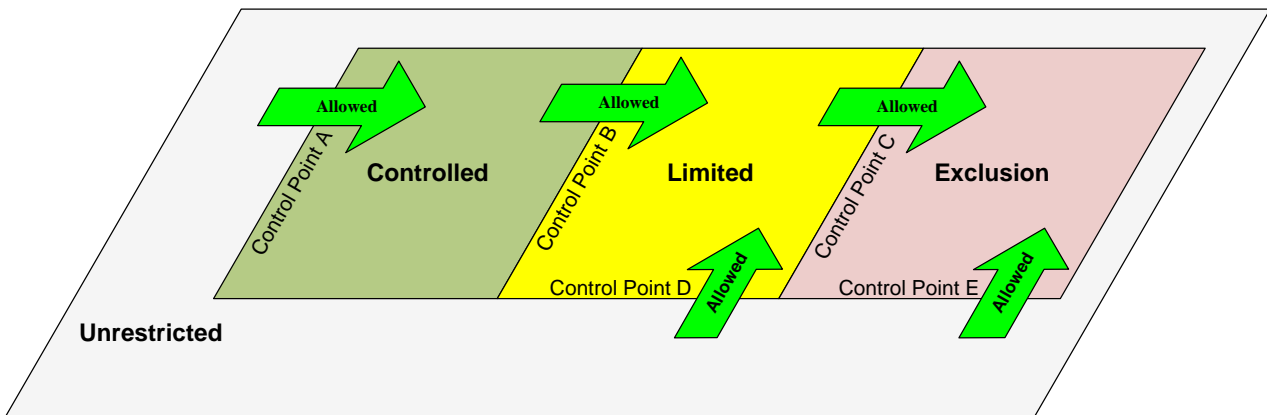 Allowed
Allowed
Allowed
Control Point A
Controlled
Control Point B
Limited
Control Point C
Exclusion
Control Point D
Allowed
Control Point E
Allowed
Unrestricted